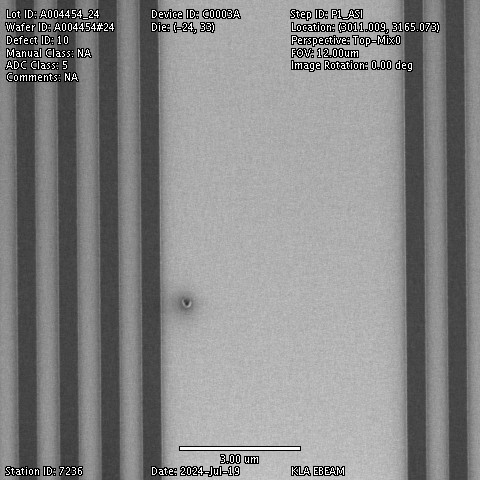 Lot ID: A004454_24
Wafer ID: A004454#24
Defect ID: 10
Manual Class: NA
ADC Class: 5
Comments: NA
Device ID: C0003A
Die: (-24, 33)
Step ID: P1_ASI
Location: (3011.009, 3165.073)
Perspective: Top-Mix0
FOV: 12.00um
Image Rotation: 0.00 deg
3.00 um
Station ID: 7236
Date: 2024-Jul-19
KLA EBEAM